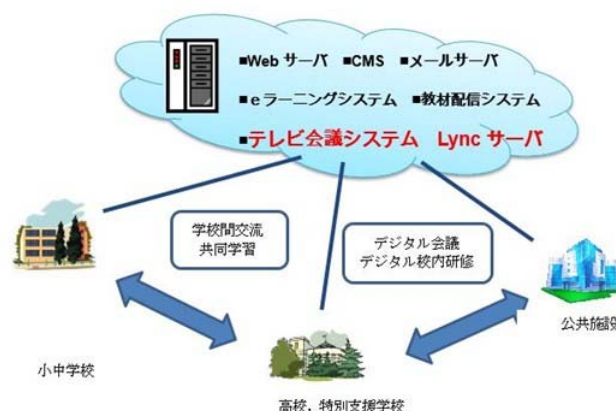 ■Web サーバ ■CMS ■メールサーバ
■eラーニングシステム ■教材配信システム
■テレビ会議システム Lync サーバ
学校間交流
共同学習
デジタル会議
デジタル校内研修
公共施設
小中学校
高校，特別支援学校